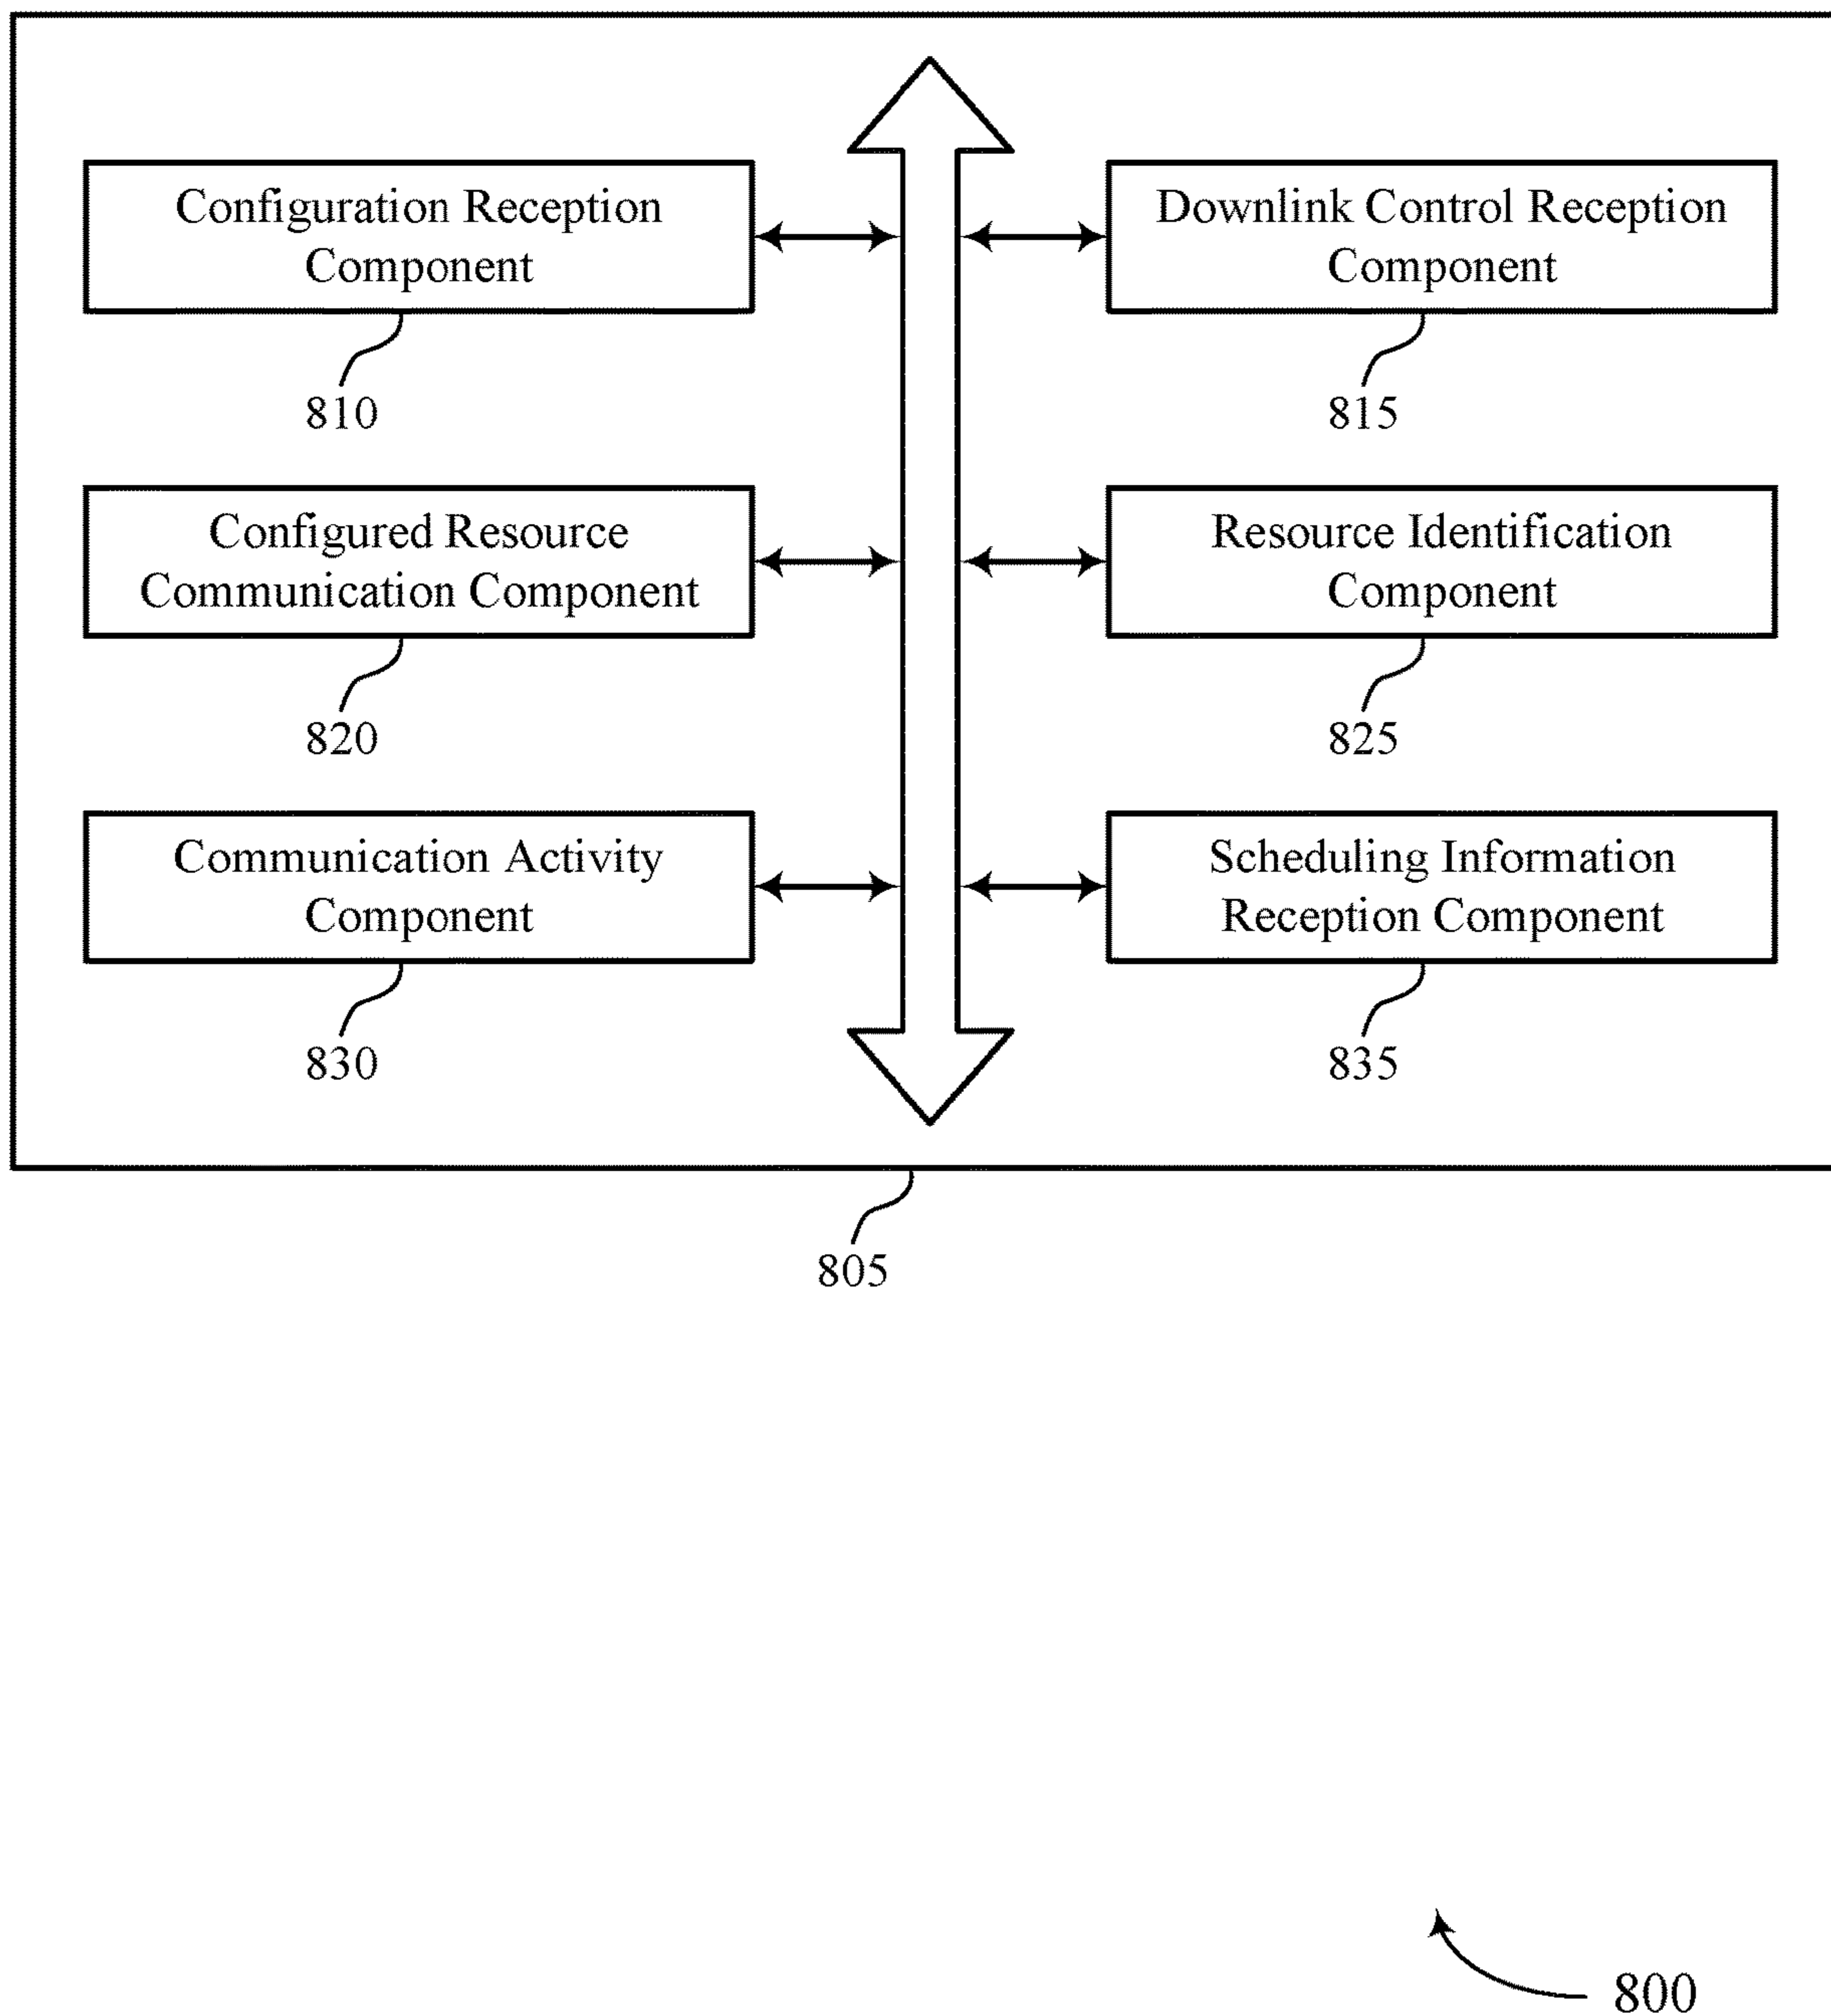 Configuration Reception
Component
810
Downlink Control Reception
Component
815
Configured Resource
Communication Component
820
Resource Identification
Component
825
Communication Activity
Component
830
Scheduling Information
Reception Component
835
805
800